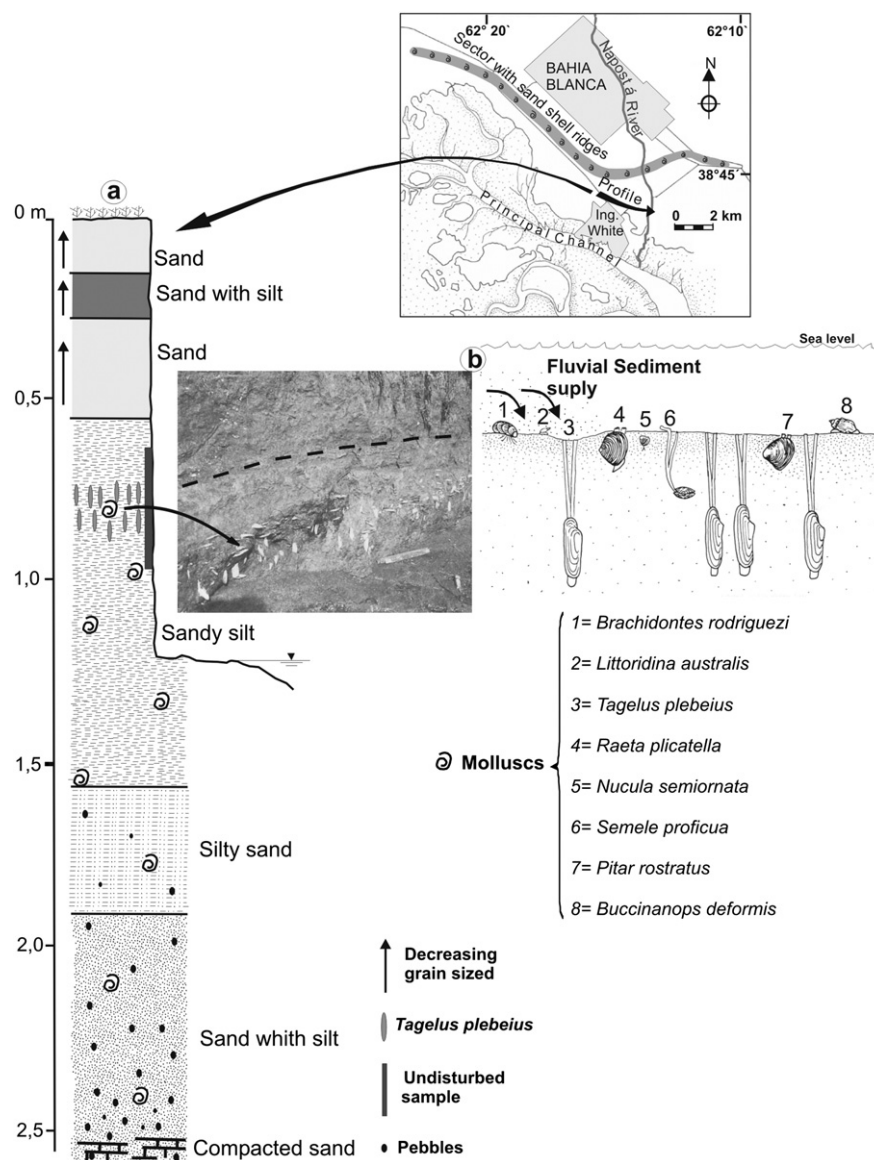 62° 20`
62° 10`
Sector with sand shell ridges
BAHIA
BLANCA
Napostá River
N
38°45´
Profile
Ing.
White
0 2 km
Principal Channel
a
0 m
Sand
Sand with silt
Sand
0,5
1,0
Sandy silt
1,5
Silty sand
2,0
Sand whith silt
2,5
Compacted sand
b
Sea level
Fluvial Sediment
suply
1 2 3 4 5 6 7 8
Molluscs
1= Brachidontes rodriguezi
2= Littoridina australis
3= Tagelus plebeius
4= Raeta plicatella
5= Nucula semiornata
6= Semele proficua
7= Pitar rostratus
8= Buccinanops deformis
Decreasing
grain sized
Tagelus plebeius
Undisturbed
sample
Pebbles